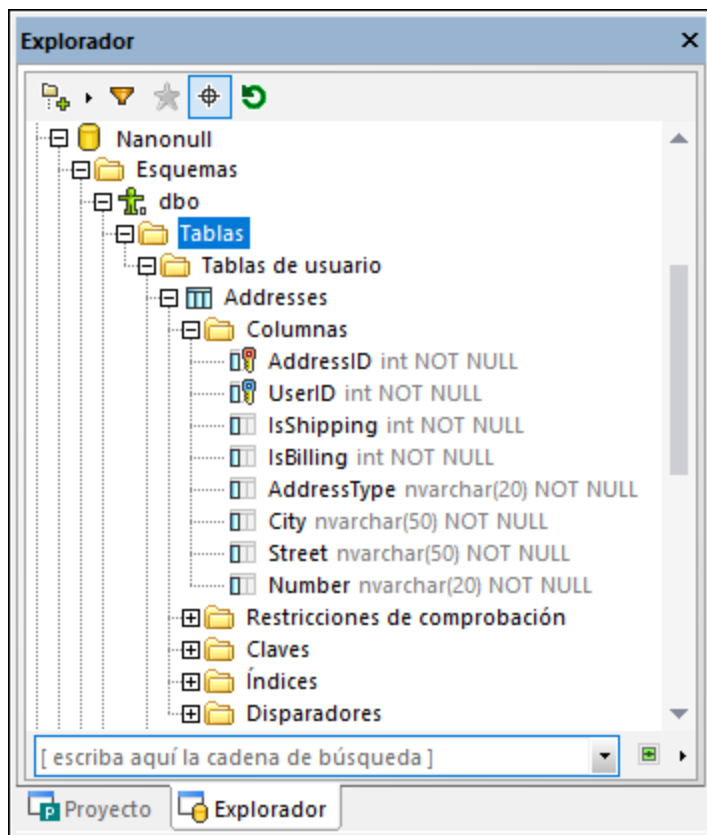 Explorador
Nanonull
Esquemas
dbo
Tablas
Tablas de usuario
Addresses
Columnas
AddressID int NOT NULL
UserID int NOT NULL
IsShipping int NOT NULL
IsBilling int NOT NULL
AddressType nvarchar(20) NOT NULL
City nvarchar(50) NOT NULL
Street nvarchar(50) NOT NULL
Number nvarchar(20) NOT NULL
Restricciones de comprobación
Claves
Índices
Disparadores
[ escriba aquí la cadena de búsqueda ]
Proyecto Explorador